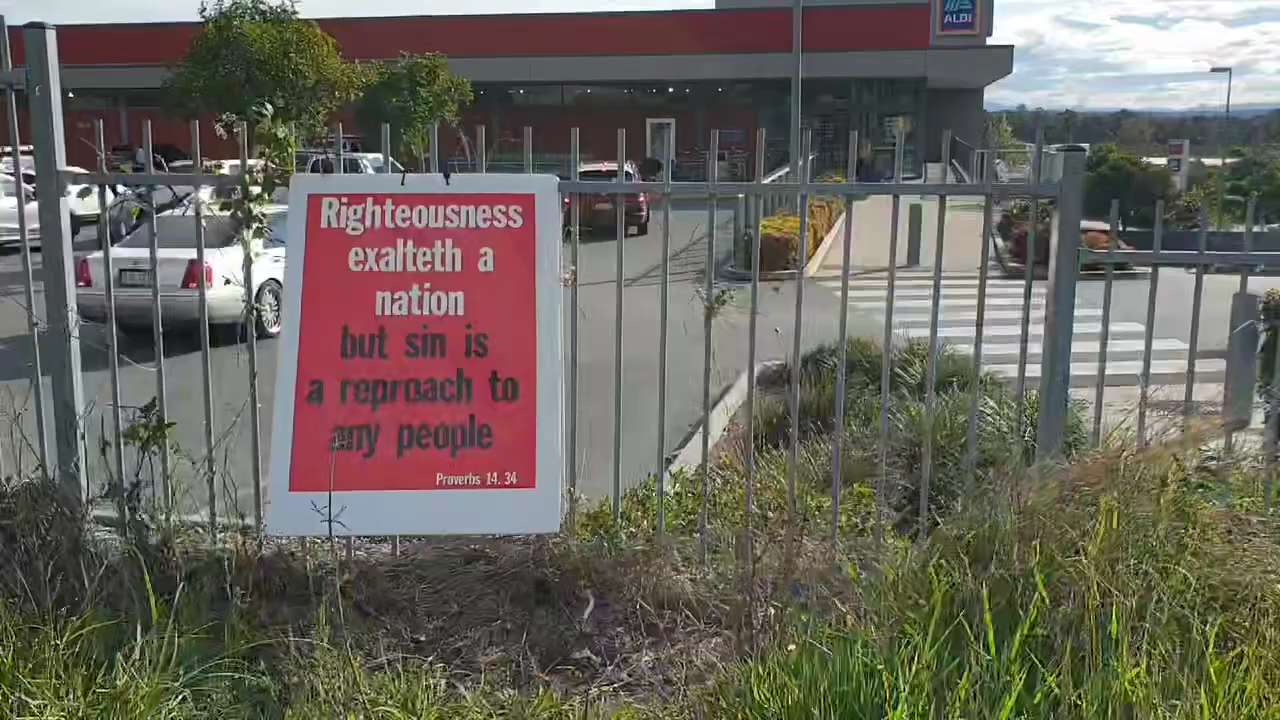 ALDI
Righteousness
exalteth a
nation
but sin is
a reproach to
any people
Proverbs 14. 34